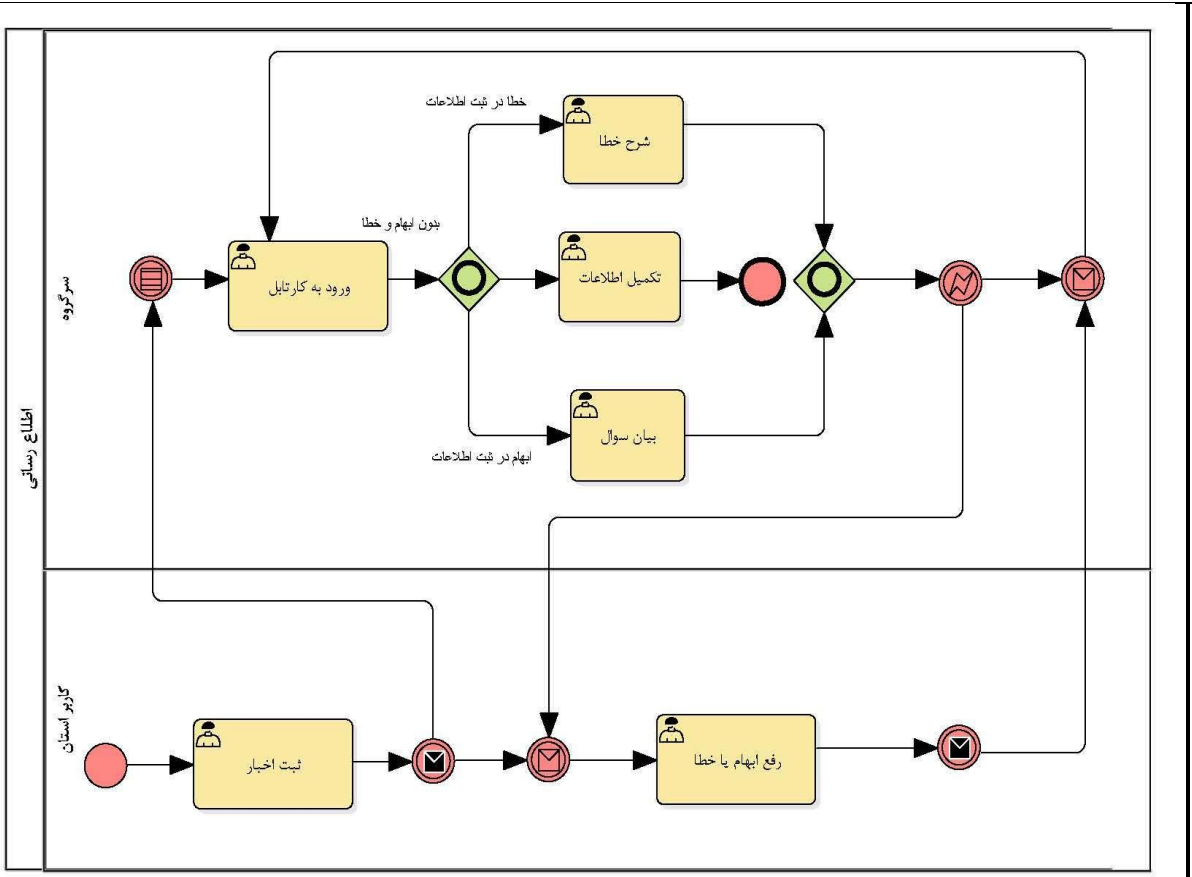 اطلاع رسانی
سرگروه
خطا در ثبت اطلاعات
شرح خطا
بدون ابهام و خطا
ورود به کارتابل
تکمیل اطلاعات
بیان سوال
ابهام در ثبت اطلاعات
کاربر استان
ثبت اخبار
رفع ابهام یا خطا